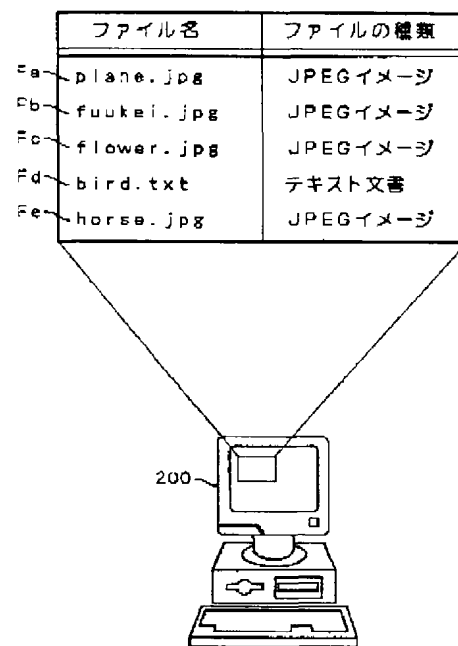 ファイル名 ファイルの種類
Fa plane.jpg JPEGイメージ
Fb fuukei.jpg JPEGイメージ
Fc flower.jpg JPEGイメージ
Fd bird.txt テキスト文書
Fe horse.jpg JPEGイメージ
200